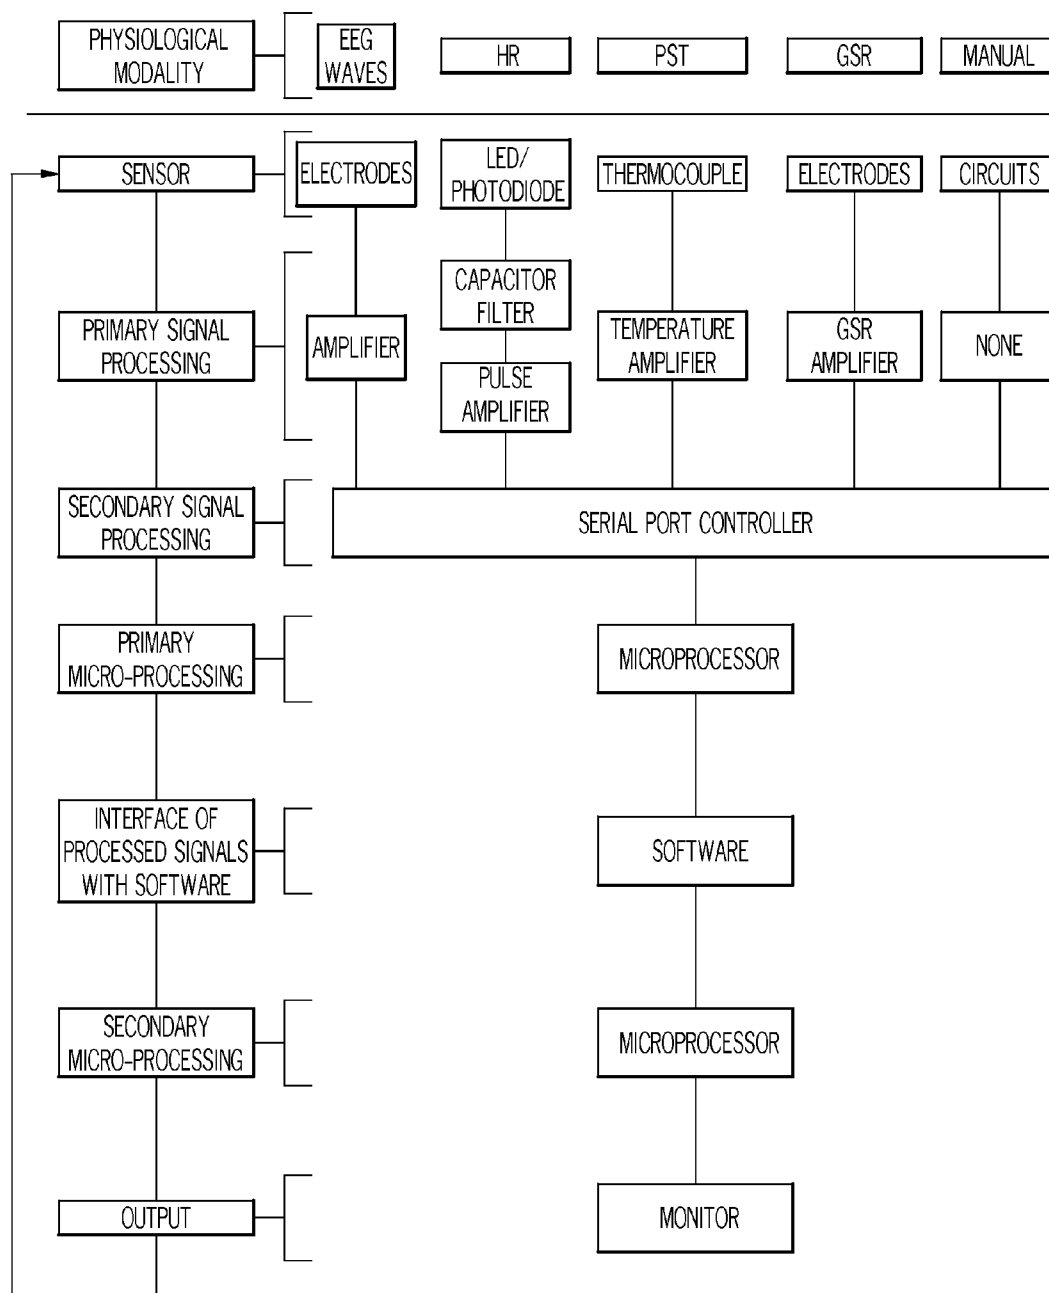 PHYSIOLOGICAL
MODALITY
EEG
WAVES
HR
PST
GSR
MANUAL
SENSOR
ELECTRODES
LED/
PHOTODIODE
THERMOCOUPLE
ELECTRODES
CIRCUITS
PRIMARY SIGNAL
PROCESSING
AMPLIFIER
CAPACITOR
FILTER
PULSE
AMPLIFIER
TEMPERATURE
AMPLIFIER
GSR
AMPLIFIER
NONE
SECONDARY SIGNAL
PROCESSING
SERIAL PORT CONTROLLER
PRIMARY
MICRO-PROCESSING
MICROPROCESSOR
INTERFACE OF
PROCESSED SIGNALS
WITH SOFTWARE
SOFTWARE
SECONDARY
MICRO-PROCESSING
MICROPROCESSOR
OUTPUT
MONITOR